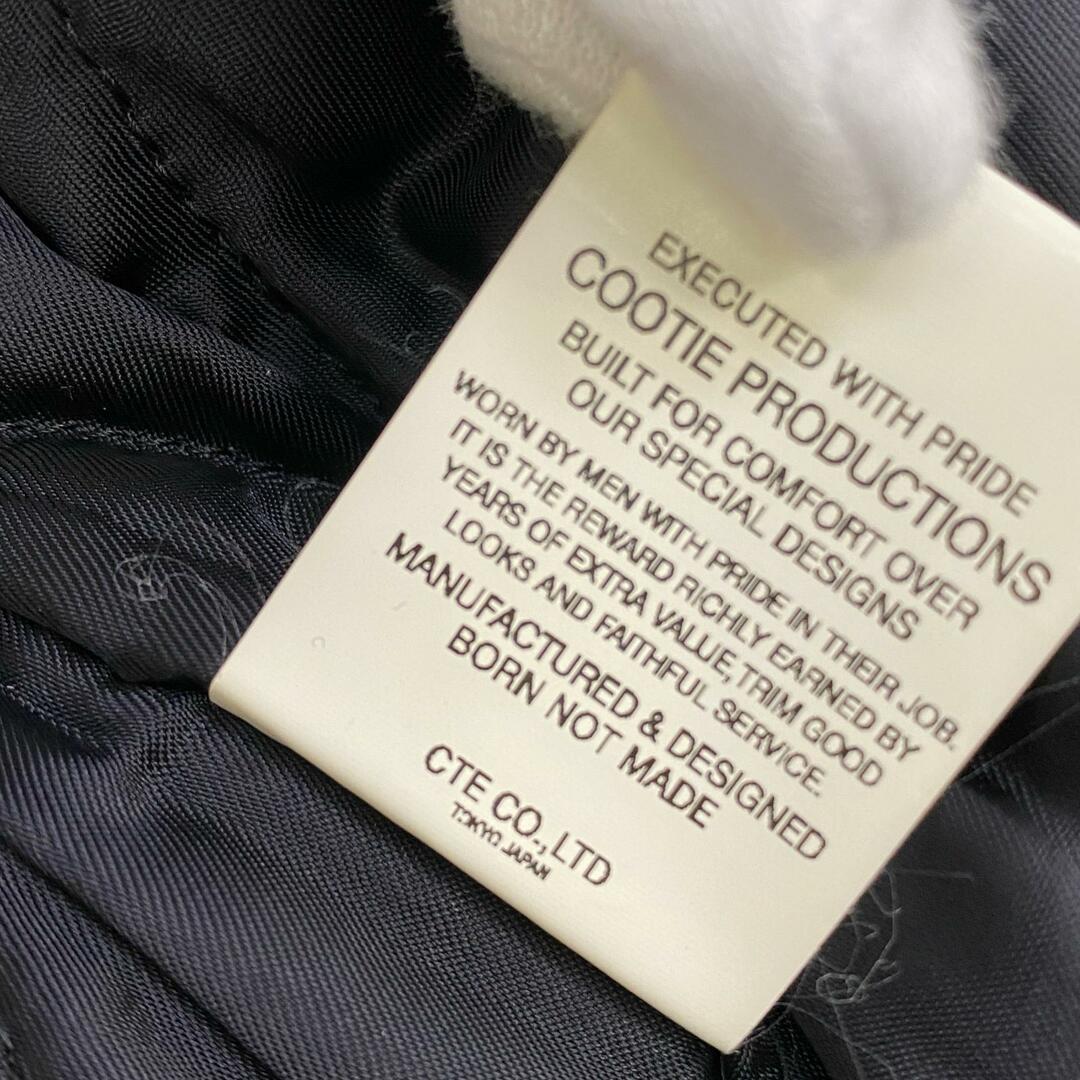 EXECUTED WITH PRIDE
COOTIE PRODUCTIONS
BUILT FOR COMFORT OVER
OUR SPECIAL DESIGNS
WORN BY MEN WITH PRIDE IN THEIR JOB.
IT IS THE REWARD RICHLY EARNED BY
YEARS OF EXTRA VALUE, TRIM GOOD
LOOKS AND FAITHFUL SERVICE.
MANUFACTURED & DESIGNED
BORN NOT MADE
CTE CO., LTD
TOKYO JAPAN